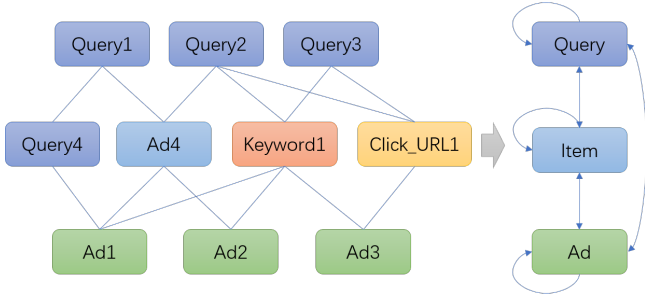 Query1
Query2
Query3
Query
Query4
Ad4
Keyword1
Click_URL1
Item
Ad1
Ad2
Ad3
Ad